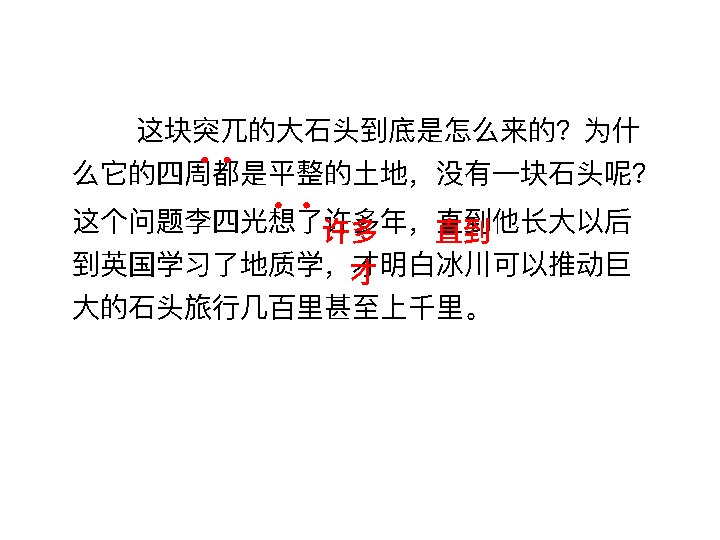 这块突兀的大石头到底是怎么来的？为什
么它的四周都是平整的土地，没有一块石头呢？
这个问题李四光想了许多年，直到他长大以后
许多 直到
到英国学习了地质学，才明白冰川可以推动巨
才
大的石头旅行几百里甚至上千里。